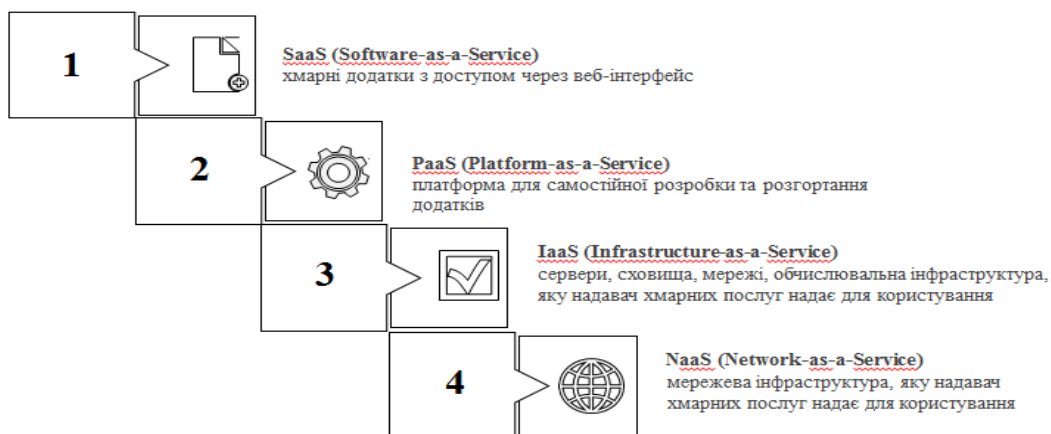 1
SaaS (Software-as-a-Service)
хмарні додатки з доступом через веб-інтерфейс
2
PaaS (Platform-as-a-Service)
платформа для самостійної розробки та розгортання
додатків
3
IaaS (Infrastructure-as-a-Service)
сервери, сховища, мережі, обчислювальна інфраструктура,
яку надавач хмарних послуг надає для користування
4
NaaS (Network-as-a-Service)
мережева інфраструктура, яку надавач
хмарних послуг надає для користування